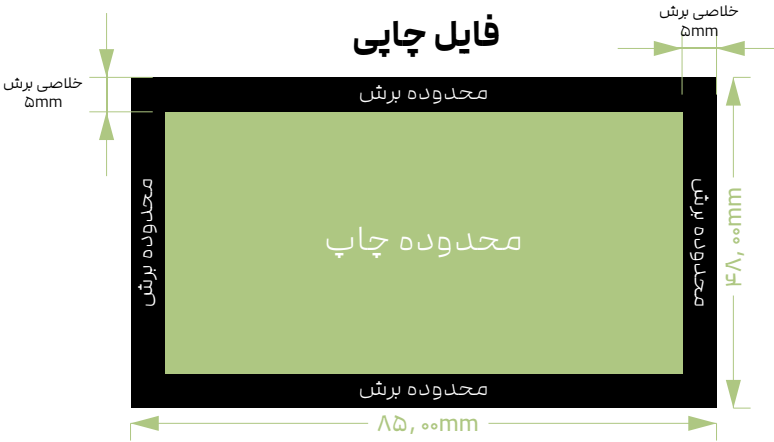 فایل چاپی
خلاصی برش
۵mm
خلاصی برش
۵mm
محدوده برش
محدوده برش
محدوده چاپ
محدوده برش
۴۸,۰۰mm
محدوده برش
۸۵,۰۰mm